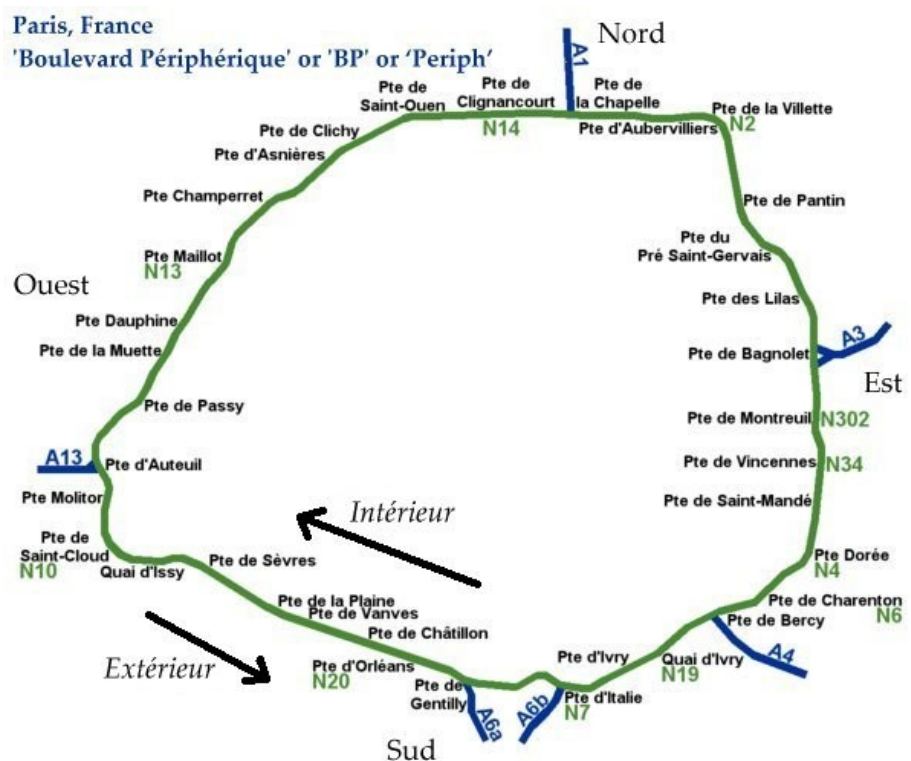 Paris, France
'Boulevard Périphérique' or 'BP' or ‘Periph’
Nord
A1
Pte de
Saint-Ouen
Pte de
Clignancourt
N14
Pte de
la Chapelle
Pte d'Aubervilliers
Pte de la Villette
N2
Pte de Clichy
Pte d'Asnières
Pte Champerret
Pte de Pantin
Pte du
Pré Saint-Gervais
Pte Maillot
N13
Ouest
Pte des Lilas
Pte Dauphine
Pte de la Muette
Pte de Bagnolet
A3
Est
Pte de Passy
Pte de Montreuil
N302
A13
Pte d'Auteuil
Pte de Vincennes
N34
Pte Molitor
Pte de Saint-Mandé
Intérieur
Pte de
Saint-Cloud
N10
Quai d'Issy
Pte de Sèvres
Pte Dorée
N4
Pte de la Plaine
Pte de Vanves
Pte de Charenton
N6
Pte de Bercy
Pte de Châtillon
Extérieur
Pte d'Orléans
N20
Pte d'Ivry
Quai d'Ivry
N19
A4
Pte de
Gentilly
A6a
A6b
Pte d'Italie
N7
Sud